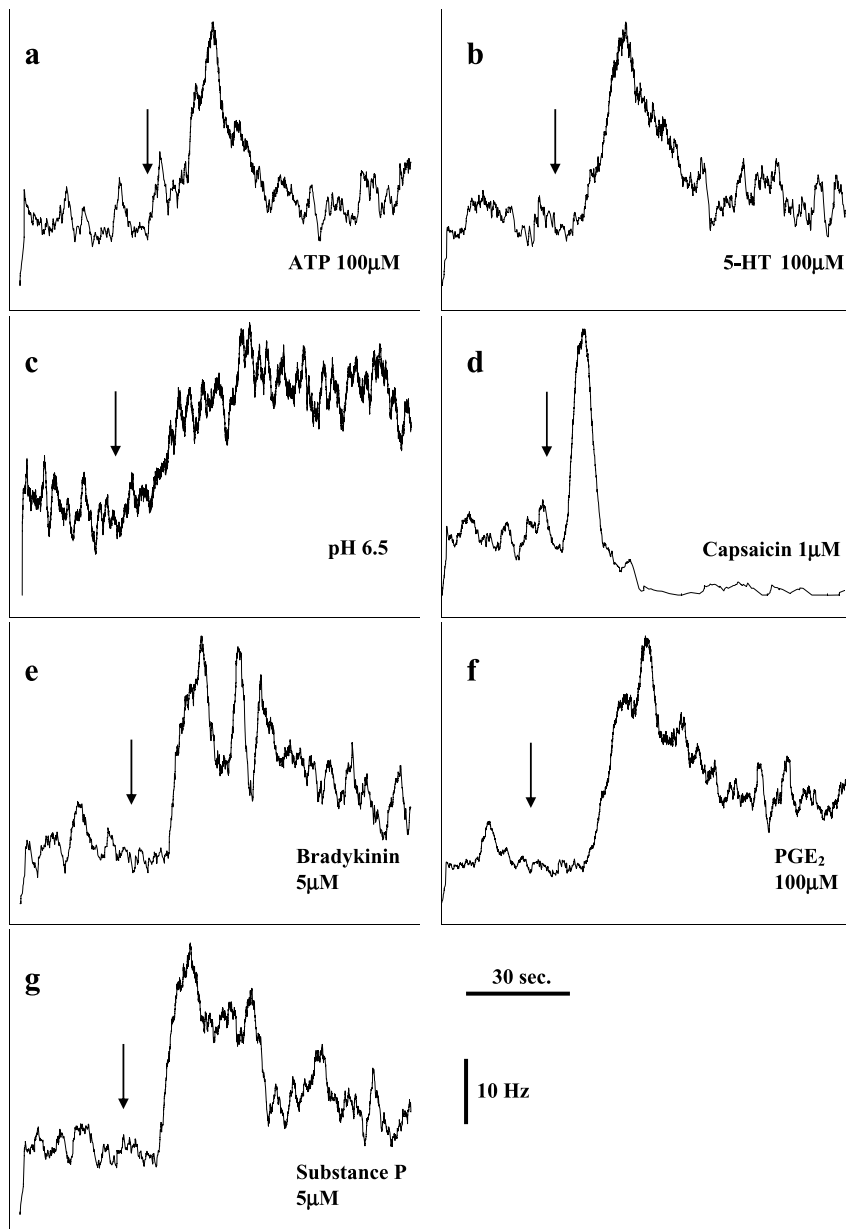 a
ATP 100μM
b
5-HT 100μM
c
pH 6.5
d
Capsaicin 1μM
e
Bradykinin
5μM
f
PGE₂
100μM
g
Substance P
5μM
30 sec.
10 Hz